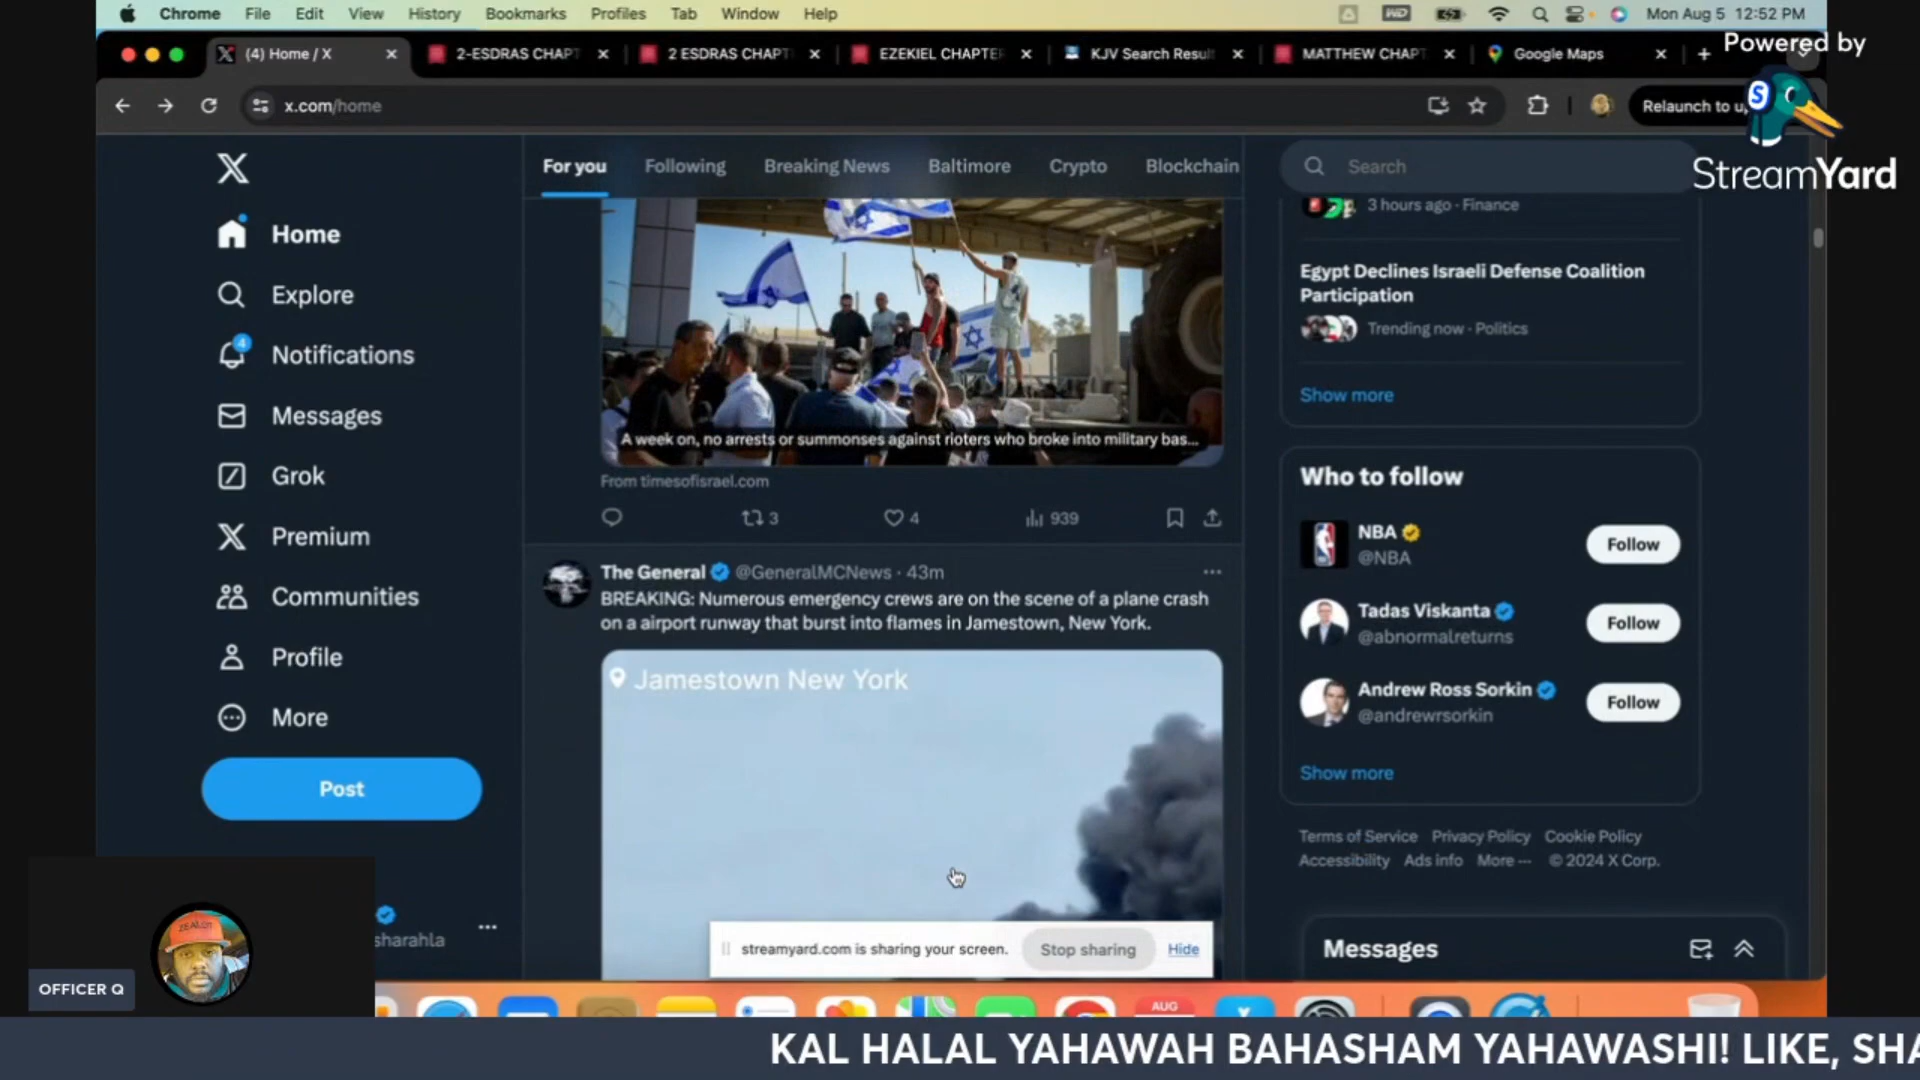 Chrome File Edit View History Bookmarks Profiles Tab Window Help
Mon Aug 5 12:52 PM
(4) Home / X
2-ESDRAS CHAPT
2 ESDRAS CHAPT
EZEKIEL CHAPTER
KJV Search Resul
MATTHEW CHAPT
Google Maps
Powered by
StreamYard
x.com/home
Relaunch to u
For you Following Breaking News Baltimore Crypto Blockchain
Search
Home
Explore
4
Notifications
Messages
Grok
Premium
Communities
Profile
More
Post
sharahla
A week on, no arrests or summonses against rioters who broke into military bas...
From timesofisrael.com
3
4
939
The General @GeneralMCNews · 43m
BREAKING: Numerous emergency crews are on the scene of a plane crash
on a airport runway that burst into flames in Jamestown, New York.
Jamestown New York
3 hours ago · Finance
Egypt Declines Israeli Defense Coalition
Participation
Trending now · Politics
Show more
Who to follow
NBA
@NBA
Follow
Tadas Viskanta
@abnormalreturns
Follow
Andrew Ross Sorkin
@andrewrsorkin
Follow
Show more
Terms of Service Privacy Policy Cookie Policy
Accessibility Ads info More ··· © 2024 X Corp.
Messages
streamyard.com is sharing your screen. Stop sharing Hide
OFFICER Q
AUG
KAL HALAL YAHAWAH BAHASHAM YAHAWASHI! LIKE, SHA